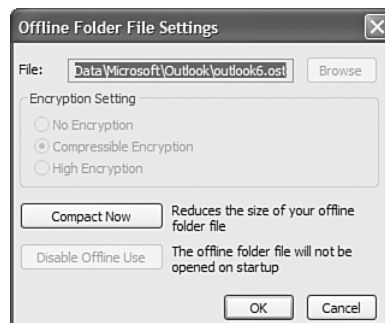 Offline Folder File Settings
File: Data\Microsoft\Outlook\outlook6.ost Browse
Encryption Setting
No Encryption
Compressible Encryption
High Encryption
Compact Now Reduces the size of your offline
folder file
Disable Offline Use The offline folder file will not be
opened on startup
OK Cancel